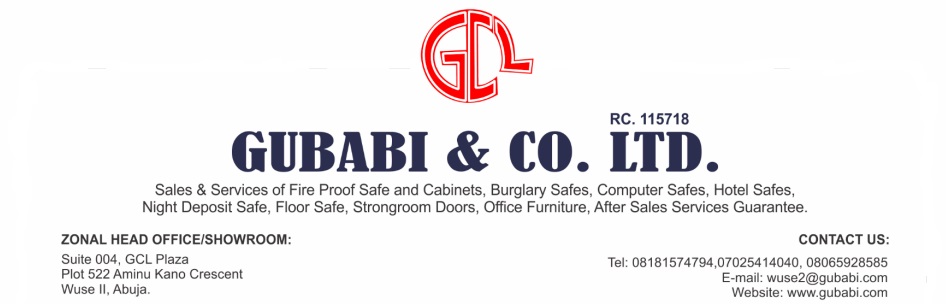 GCL
RC. 115718
GUBABI & CO. LTD.
Sales & Services of Fire Proof Safe and Cabinets, Burglary Safes, Computer Safes, Hotel Safes,
Night Deposit Safe, Floor Safe, Strongroom Doors, Office Furniture, After Sales Services Guarantee.
ZONAL HEAD OFFICE/SHOWROOM:
Suite 004, GCL Plaza
Plot 522 Aminu Kano Crescent
Wuse II, Abuja.
CONTACT US:
Tel: 08181574794,07025414040, 08065928585
E-mail: wuse2@gubabi.com
Website: www.gubabi.com